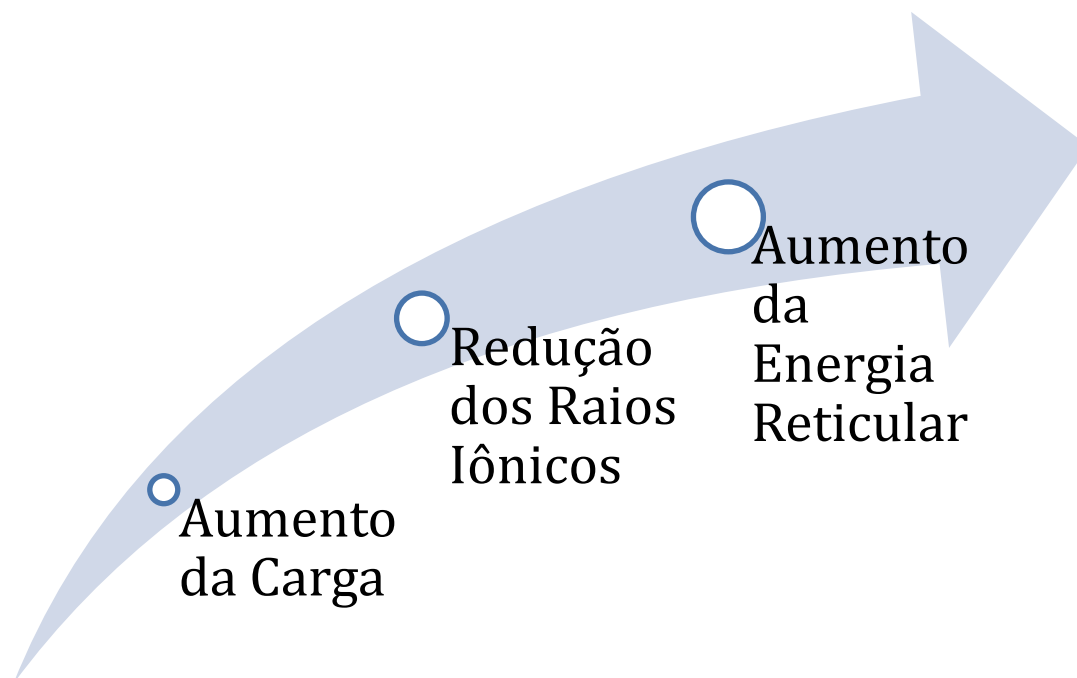 Aumento
da Carga
Redução
dos Raios
Iônicos
Aumento
da
Energia
Reticular